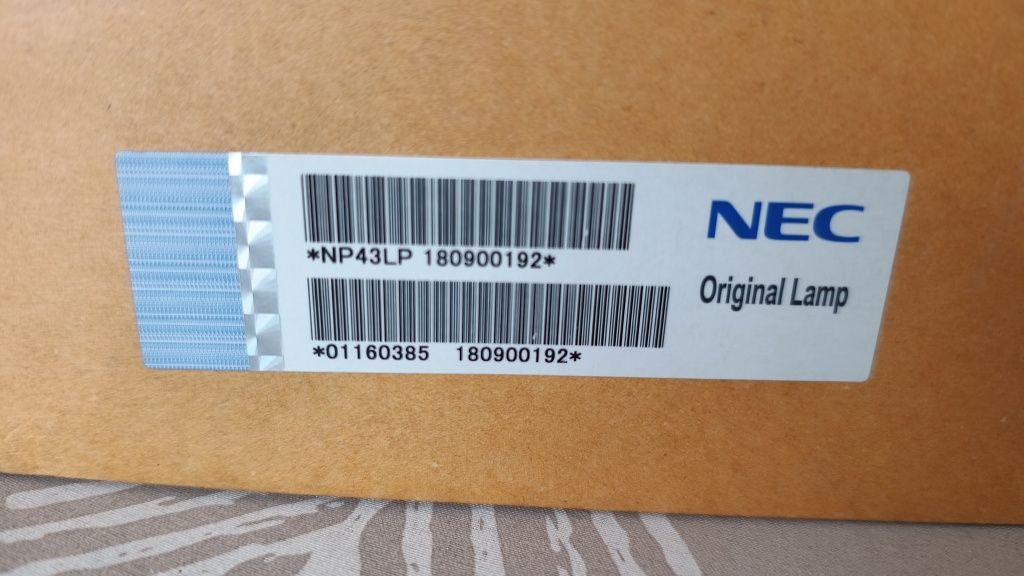 *NP43LP 180900192*
*01160385 180900192*
NEC
Original Lamp